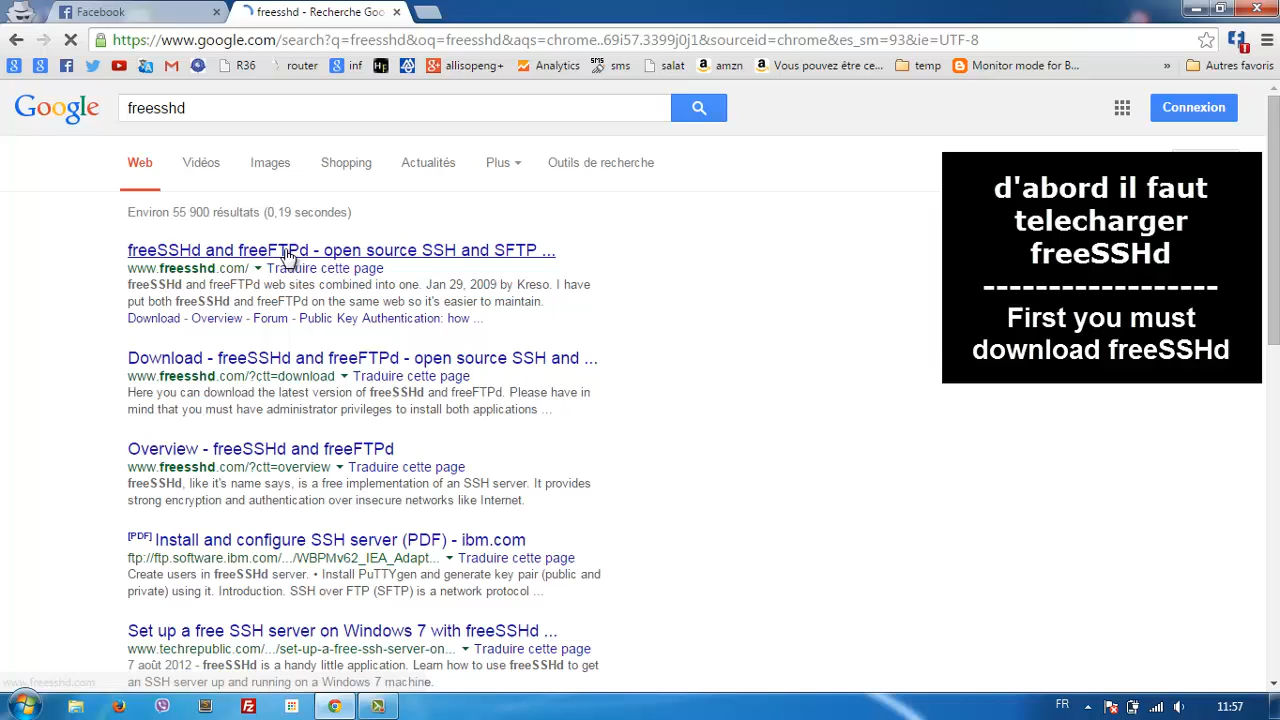 Facebook
freesshd - Recherche Goo
https://www.google.com/search?q=freesshd&oq=freesshd&aqs=chrome..69i57.3399j0j1&sourceid=chrome&es_sm=93&ie=UTF-8
R36 router inf allisopeng+ Analytics sms salat amzn Vous pouvez être ce... temp Monitor mode for B... » Autres favoris
Google
freesshd
Connexion
Web Vidéos Images Shopping Actualités Plus Outils de recherche
Environ 55 900 résultats (0,19 secondes)
freeSSHd and freeFTPd - open source SSH and SFTP ...
www.freesshd.com/ Traduire cette page
freeSSHd and freeFTPd web sites combined into one. Jan 29, 2009 by Kreso. I have
put both freeSSHd and freeFTPd on the same web so it's easier to maintain.
Download - Overview - Forum - Public Key Authentication: how ...
Download - freeSSHd and freeFTPd - open source SSH and ...
www.freesshd.com/?ctt=download Traduire cette page
Here you can download the latest version of freeSSHd and freeFTPd. Please have in
mind that you must have administrator privileges to install both applications ...
Overview - freeSSHd and freeFTPd
www.freesshd.com/?ctt=overview Traduire cette page
freeSSHd, like it's name says, is a free implementation of an SSH server. It provides
strong encryption and authentication over insecure networks like Internet.
[PDF] Install and configure SSH server (PDF) - ibm.com
ftp://ftp.software.ibm.com/.../WBPMv62_IEA_Adapt... Traduire cette page
Create users in freeSSHd server. • Install PuTTYgen and generate key pair (public and
private) using it. Introduction. SSH over FTP (SFTP) is a network protocol ...
Set up a free SSH server on Windows 7 with freeSSHd ...
www.techrepublic.com/.../set-up-a-free-ssh-server-on... Traduire cette page
7 août 2012 - freeSSHd is a handy little application. Learn how to use freeSSHd to get
an SSH server up and running on a Windows 7 machine.
d'abord il faut
telecharger
freeSSHd
------------------
First you must
download freeSSHd
www.freesshd.com
FR
11:57